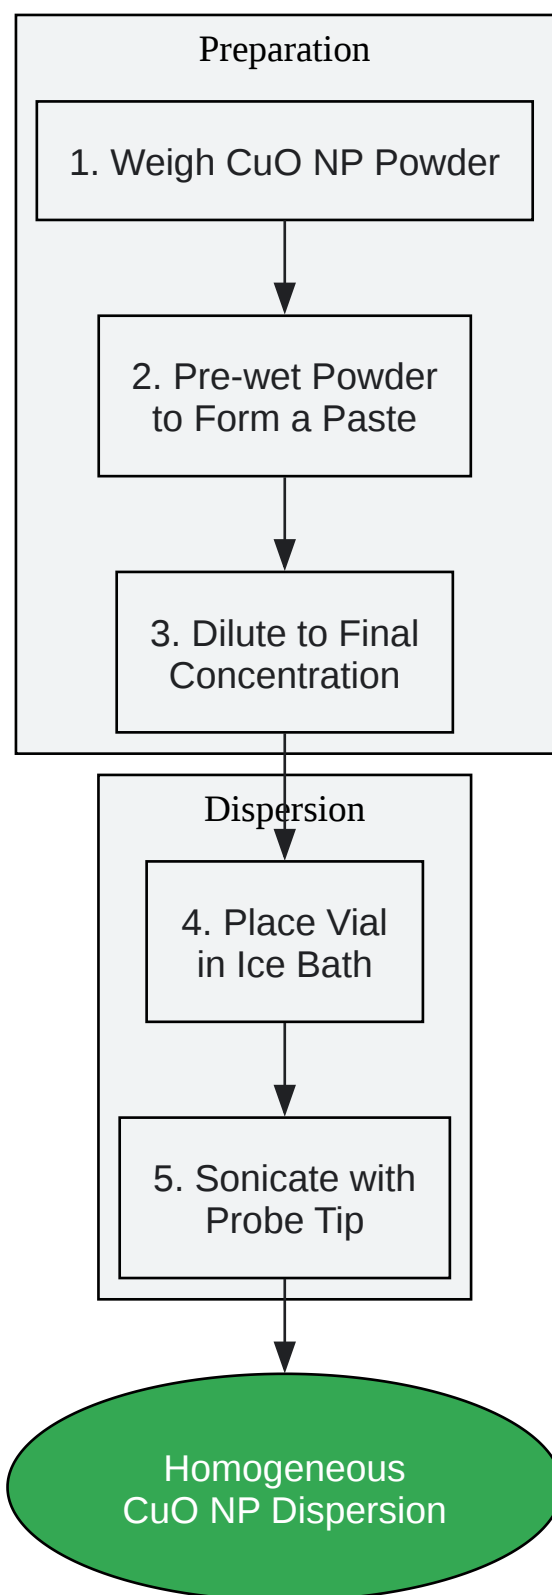 Preparation
1. Weigh CuO NP Powder
2. Pre-wet Powder
to Form a Paste
3. Dilute to Final
Concentration
Dispersion
4. Place Vial
in Ice Bath
5. Sonicate with
Probe Tip
Homogeneous
CuO NP Dispersion